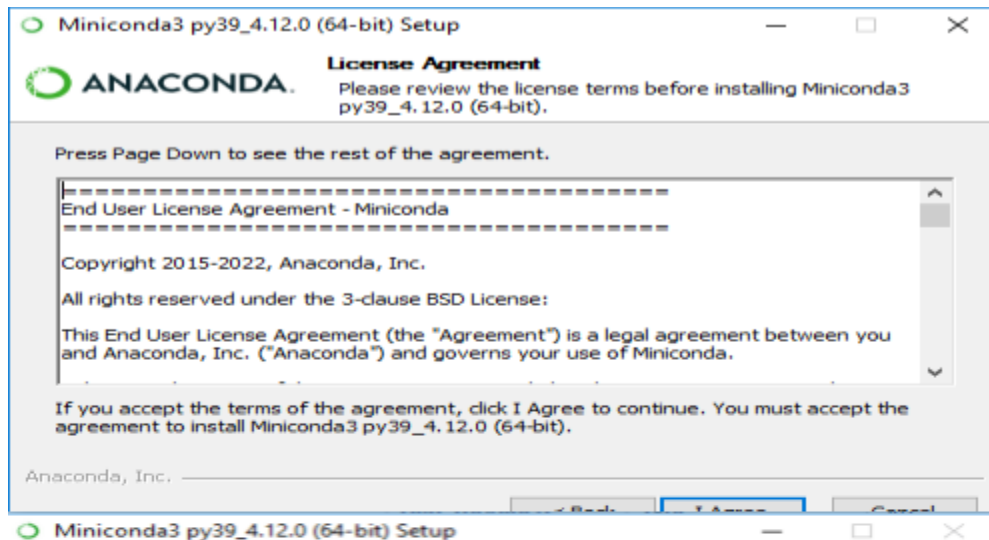 Miniconda3 py39_4.12.0 (64-bit) Setup
ANACONDA.
License Agreement
Please review the license terms before installing Miniconda3
py39_4.12.0 (64-bit).
Press Page Down to see the rest of the agreement.
=======================================
End User License Agreement - Miniconda
=======================================
Copyright 2015-2022, Anaconda, Inc.
All rights reserved under the 3-clause BSD License:
This End User License Agreement (the "Agreement") is a legal agreement between you
and Anaconda, Inc. ("Anaconda") and governs your use of Miniconda.
If you accept the terms of the agreement, click I Agree to continue. You must accept the
agreement to install Miniconda3 py39_4.12.0 (64-bit).
Anaconda, Inc.
< Back I Agree Cancel
Miniconda3 py39_4.12.0 (64-bit) Setup